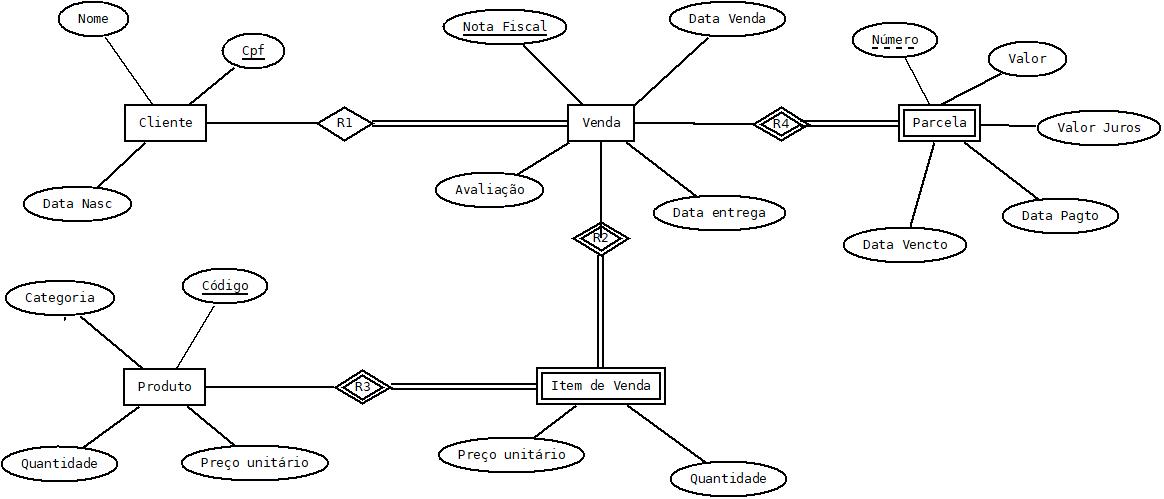 Nome
Cpf
Nota Fiscal
Data Venda
Número
Valor
Cliente
R1
Venda
R4
Parcela
Valor Juros
Data Nasc
Avaliação
Data entrega
Data Pagto
Data Vencto
R2
Categoria
Código
Produto
R3
Item de Venda
Quantidade
Preço unitário
Preço unitário
Quantidade